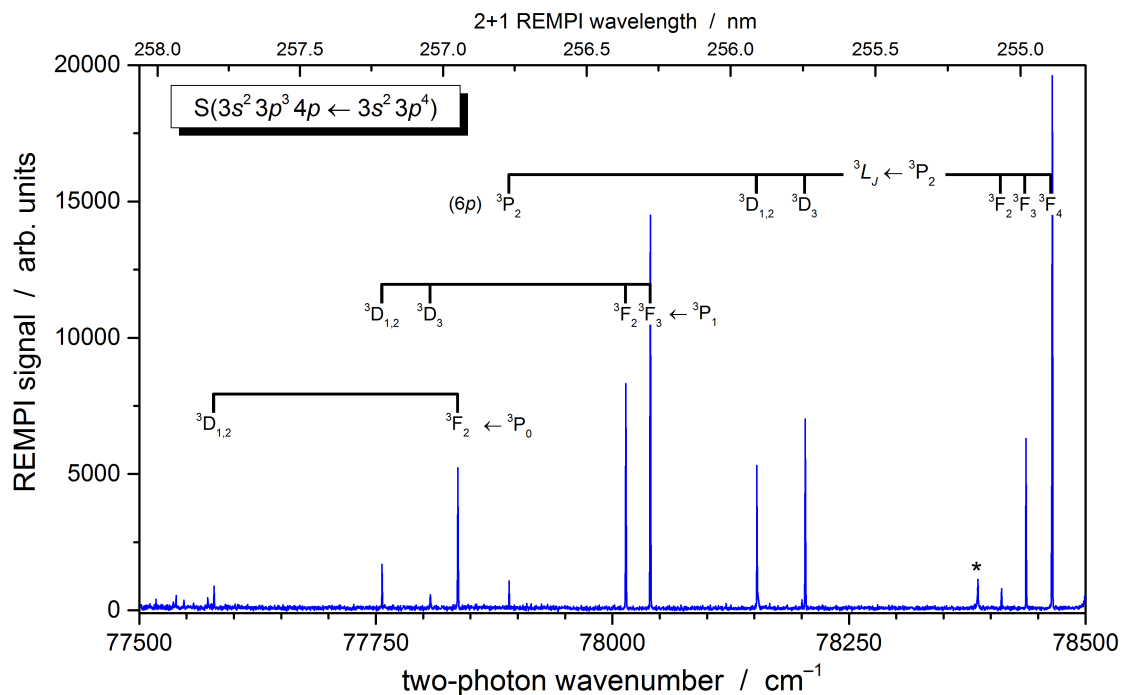 2+1 REMPI wavelength / nm
258.0 257.5 257.0 256.5 256.0 255.5 255.0
20000
S(3s² 3p³ 4p ← 3s² 3p⁴)
³L_J ← ³P₂
15000
(6p) ³P₂ ³D₁,₂ ³D₃ ³F₂ ³F₃ ³F₄
³D₁,₂ ³D₃ ³F₂ ³F₃ ← ³P₁
10000
³D₁,₂ ³F₂ ← ³P₀
5000
*
0
77500 77750 78000 78250 78500
two-photon wavenumber / cm⁻¹
REMPI signal / arb. units